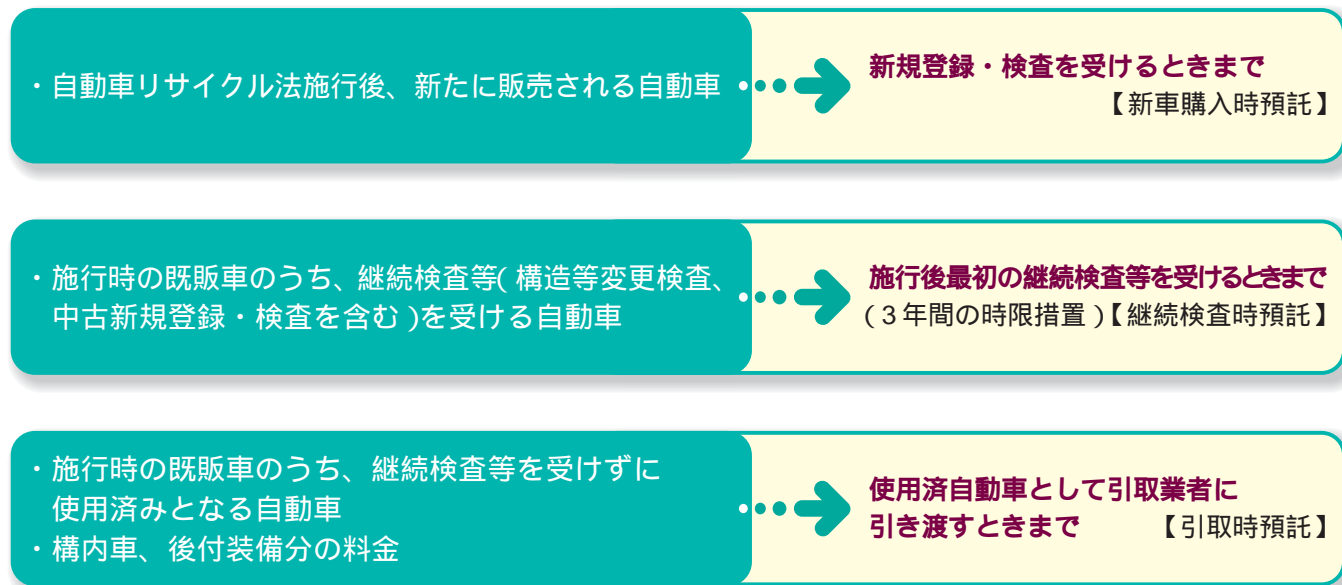 ・自動車リサイクル法施行後、新たに販売される自動車
新規登録・検査を受けるときまで
【新車購入時預託】
・施行時の既販車のうち、継続検査等(構造等変更検査、
中古新規登録・検査を含む)を受ける自動車
施行後最初の継続検査等を受けるときまで
(3年間の時限措置)【継続検査時預託】
・施行時の既販車のうち、継続検査等を受けずに
使用済みとなる自動車
・構内車、後付装備分の料金
使用済自動車として引取業者に
引き渡すときまで 【引取時預託】